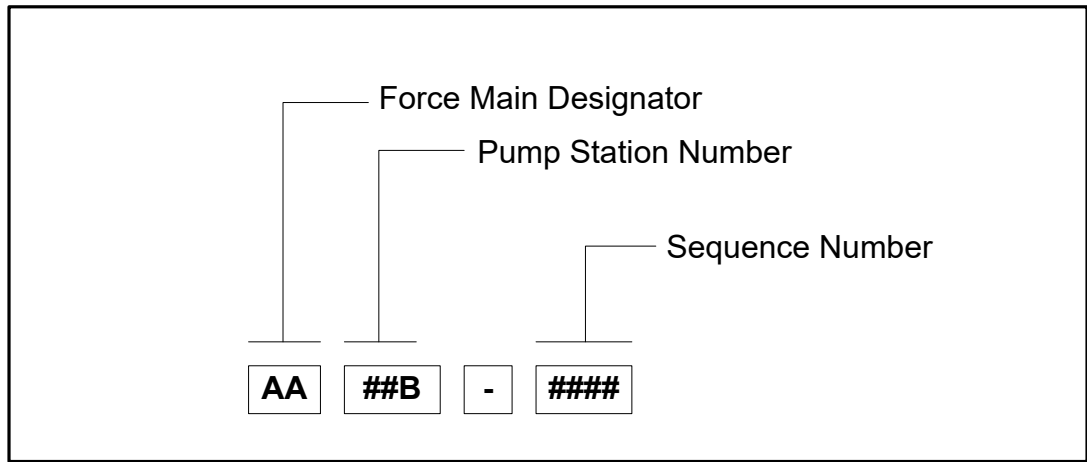 Force Main Designator
Pump Station Number
Sequence Number
AA ##B - ####